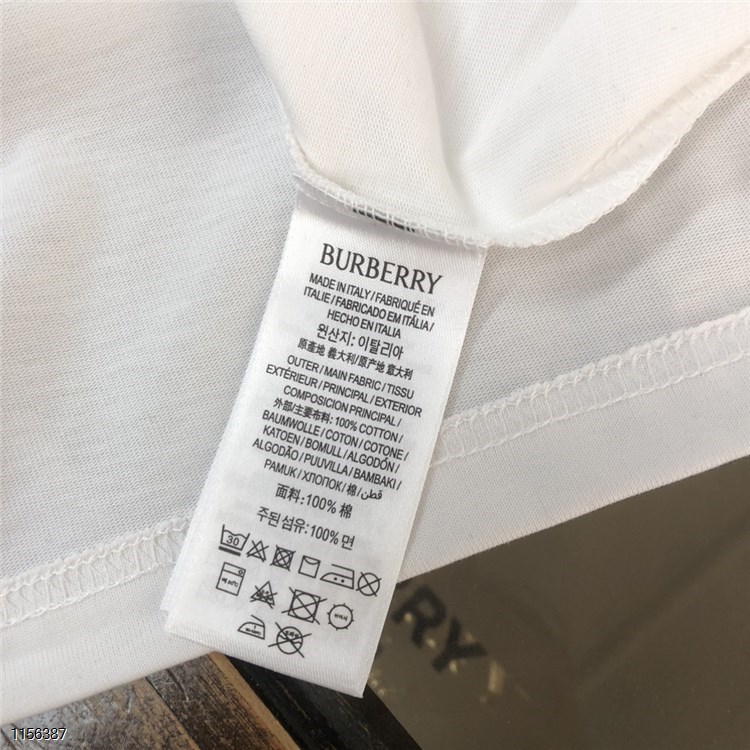 BURBERRY
MADE IN ITALY / FABRIQUÉ EN
ITALIE / FABRICADO EM ITÁLIA /
HECHO EN ITALIA
원산지: 이탈리아
原產地 義大利/原产地 意大利
OUTER / MAIN FABRIC / TISSU
EXTÉRIEUR / PRINCIPAL / EXTERIOR
COMPOSICION PRINCIPAL /
外部/主要布料: 100% COTTON /
BAUMWOLLE / COTON / COTONE /
KATOEN / BOMULL / ALGODÓN /
ALGODÃO / PUUVILLA / BAMBAKI /
PAMUK / ХЛОПОК / 棉 / قطن
面料: 100% 棉
주된 섬유: 100% 면
30
RY
1156387